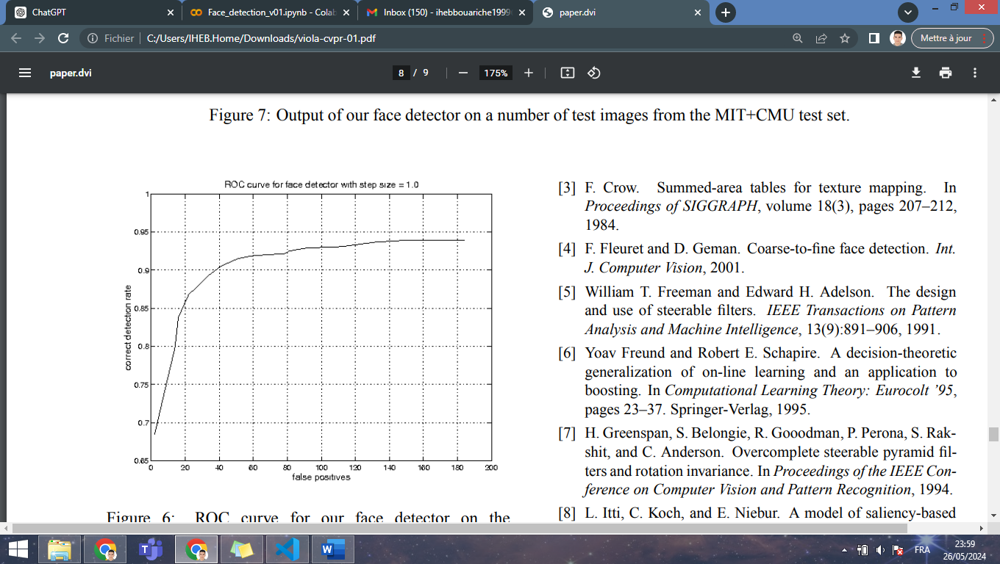 ChatGPT
Face_detection_v01.ipynb - Colab
Inbox (150) - ihebbouariche1999
paper.dvi
Fichier
C:/Users/IHEB.Home/Downloads/viola-cvpr-01.pdf
Mettre à jour
paper.dvi
8 / 9
175%
Figure 7: Output of our face detector on a number of test images from the MIT+CMU test set.
ROC curve for face detector with step size = 1.0
1
0.95
0.9
0.85
0.8
0.75
0.7
0.65
correct detection rate
0 20 40 60 80 100 120 140 160 180 200
false positives
Figure 6: ROC curve for our face detector on the
[3] F. Crow. Summed-area tables for texture mapping. In
Proceedings of SIGGRAPH, volume 18(3), pages 207–212,
1984.
[4] F. Fleuret and D. Geman. Coarse-to-fine face detection. Int.
J. Computer Vision, 2001.
[5] William T. Freeman and Edward H. Adelson. The design
and use of steerable filters. IEEE Transactions on Pattern
Analysis and Machine Intelligence, 13(9):891–906, 1991.
[6] Yoav Freund and Robert E. Schapire. A decision-theoretic
generalization of on-line learning and an application to
boosting. In Computational Learning Theory: Eurocolt ’95,
pages 23–37. Springer-Verlag, 1995.
[7] H. Greenspan, S. Belongie, R. Gooodman, P. Perona, S. Rak-
shit, and C. Anderson. Overcomplete steerable pyramid fil-
ters and rotation invariance. In Proceedings of the IEEE Con-
ference on Computer Vision and Pattern Recognition, 1994.
[8] L. Itti, C. Koch, and E. Niebur. A model of saliency-based
FRA
23:59
26/05/2024